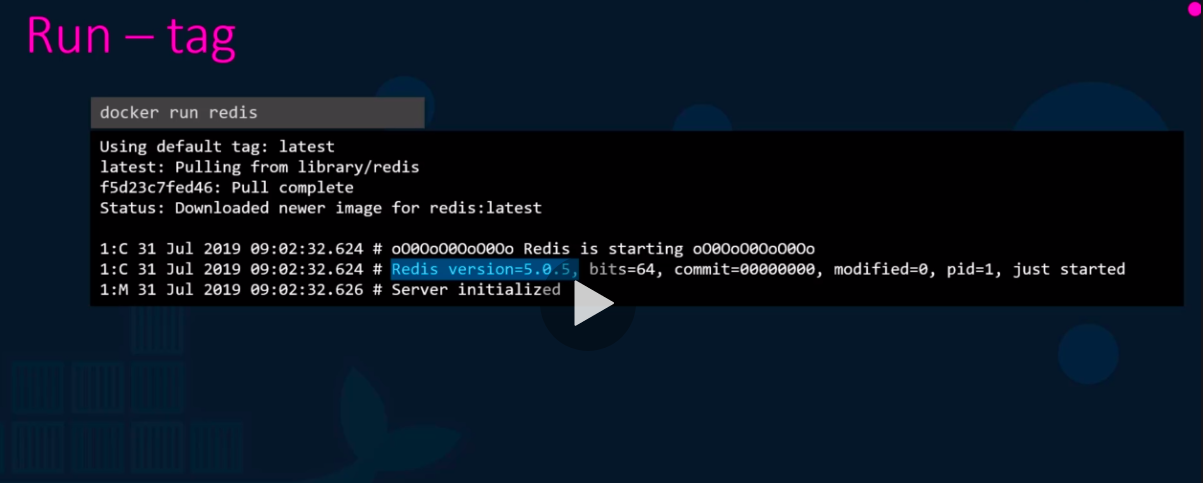 Run – tag
docker run redis
Using default tag: latest
latest: Pulling from library/redis
f5d23c7fed46: Pull complete
Status: Downloaded newer image for redis:latest
1:C 31 Jul 2019 09:02:32.624 # oO0OoO0OoO0Oo Redis is starting oO0OoO0OoO0Oo
1:C 31 Jul 2019 09:02:32.624 # Redis version=5.0.5, bits=64, commit=00000000, modified=0, pid=1, just started
1:M 31 Jul 2019 09:02:32.626 # Server initialized